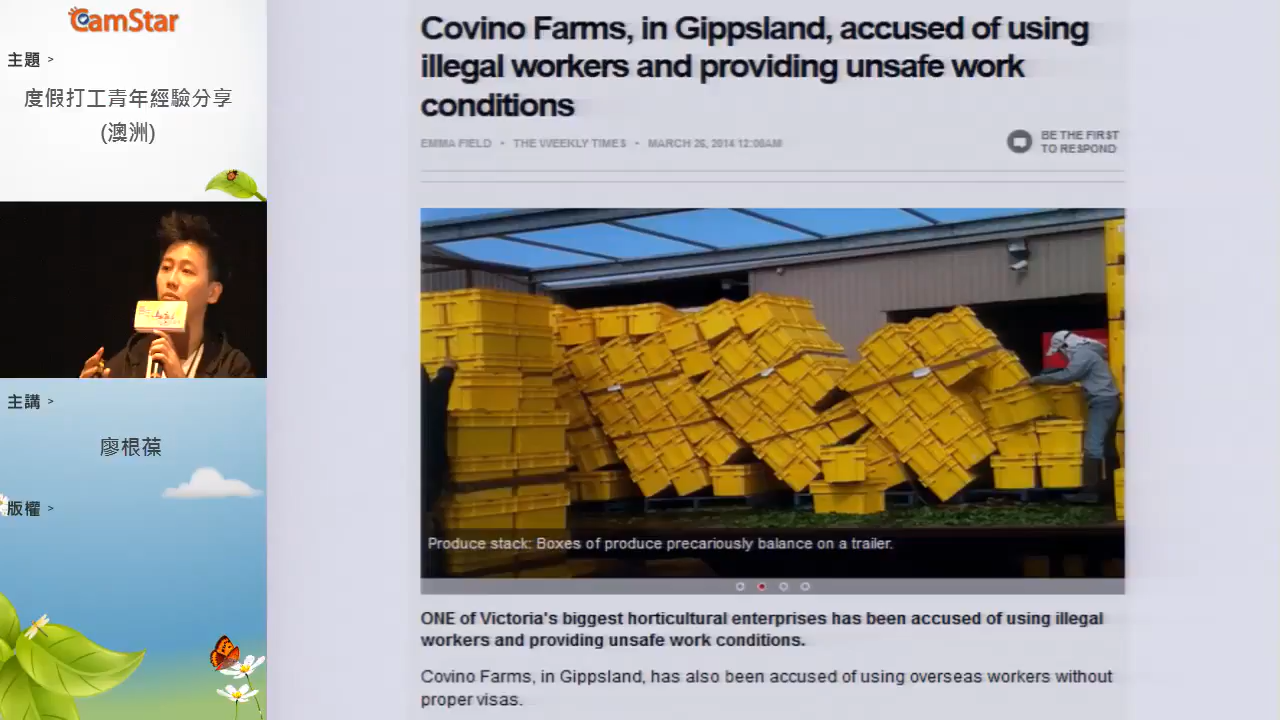 CamStar
主題 >
度假打工青年經驗分享
(澳洲)
主講 >
廖根葆
版權 >
Covino Farms, in Gippsland, accused of using
illegal workers and providing unsafe work
conditions
EMMA FIELD • THE WEEKLY TIMES • MARCH 26, 2014 12:00AM
BE THE FIRST
TO RESPOND
Produce stack: Boxes of produce precariously balance on a trailer.
ONE of Victoria's biggest horticultural enterprises has been accused of using illegal
workers and providing unsafe work conditions.
Covino Farms, in Gippsland, has also been accused of using overseas workers without
proper visas.